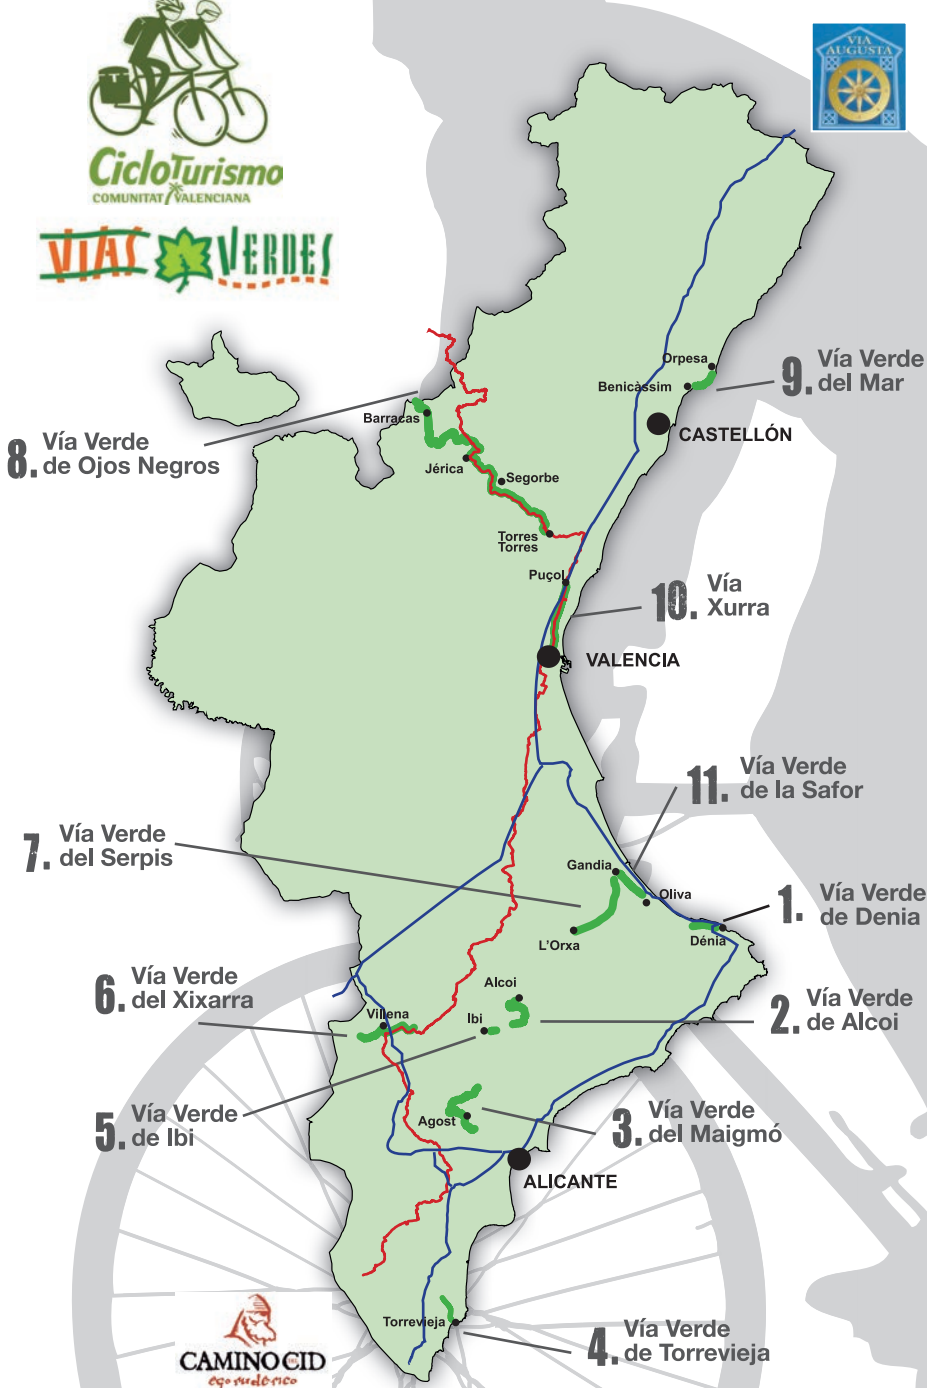 CicloTurismo
COMUNITAT VALENCIANA
VIAS VERDES
VIA
AUGUSTA
Orpesa
Benicàssim
9. Vía Verde
del Mar
CASTELLÓN
Barracas
8. Vía Verde
de Ojos Negros
Jérica
Segorbe
Torres
Torres
Puçol
10. Vía
Xurra
VALENCIA
11. Vía Verde
de la Safor
7. Vía Verde
del Serpis
Gandia
Oliva
1. Vía Verde
de Denia
L'Orxa
Dénia
6. Vía Verde
del Xixarra
Alcoi
Villena
Ibi
2. Vía Verde
de Alcoi
5. Vía Verde
de Ibi
Agost
3. Vía Verde
del Maigmó
ALICANTE
Torrevieja
4. Vía Verde
de Torrevieja
CAMINO DEL CID
ego ruderico